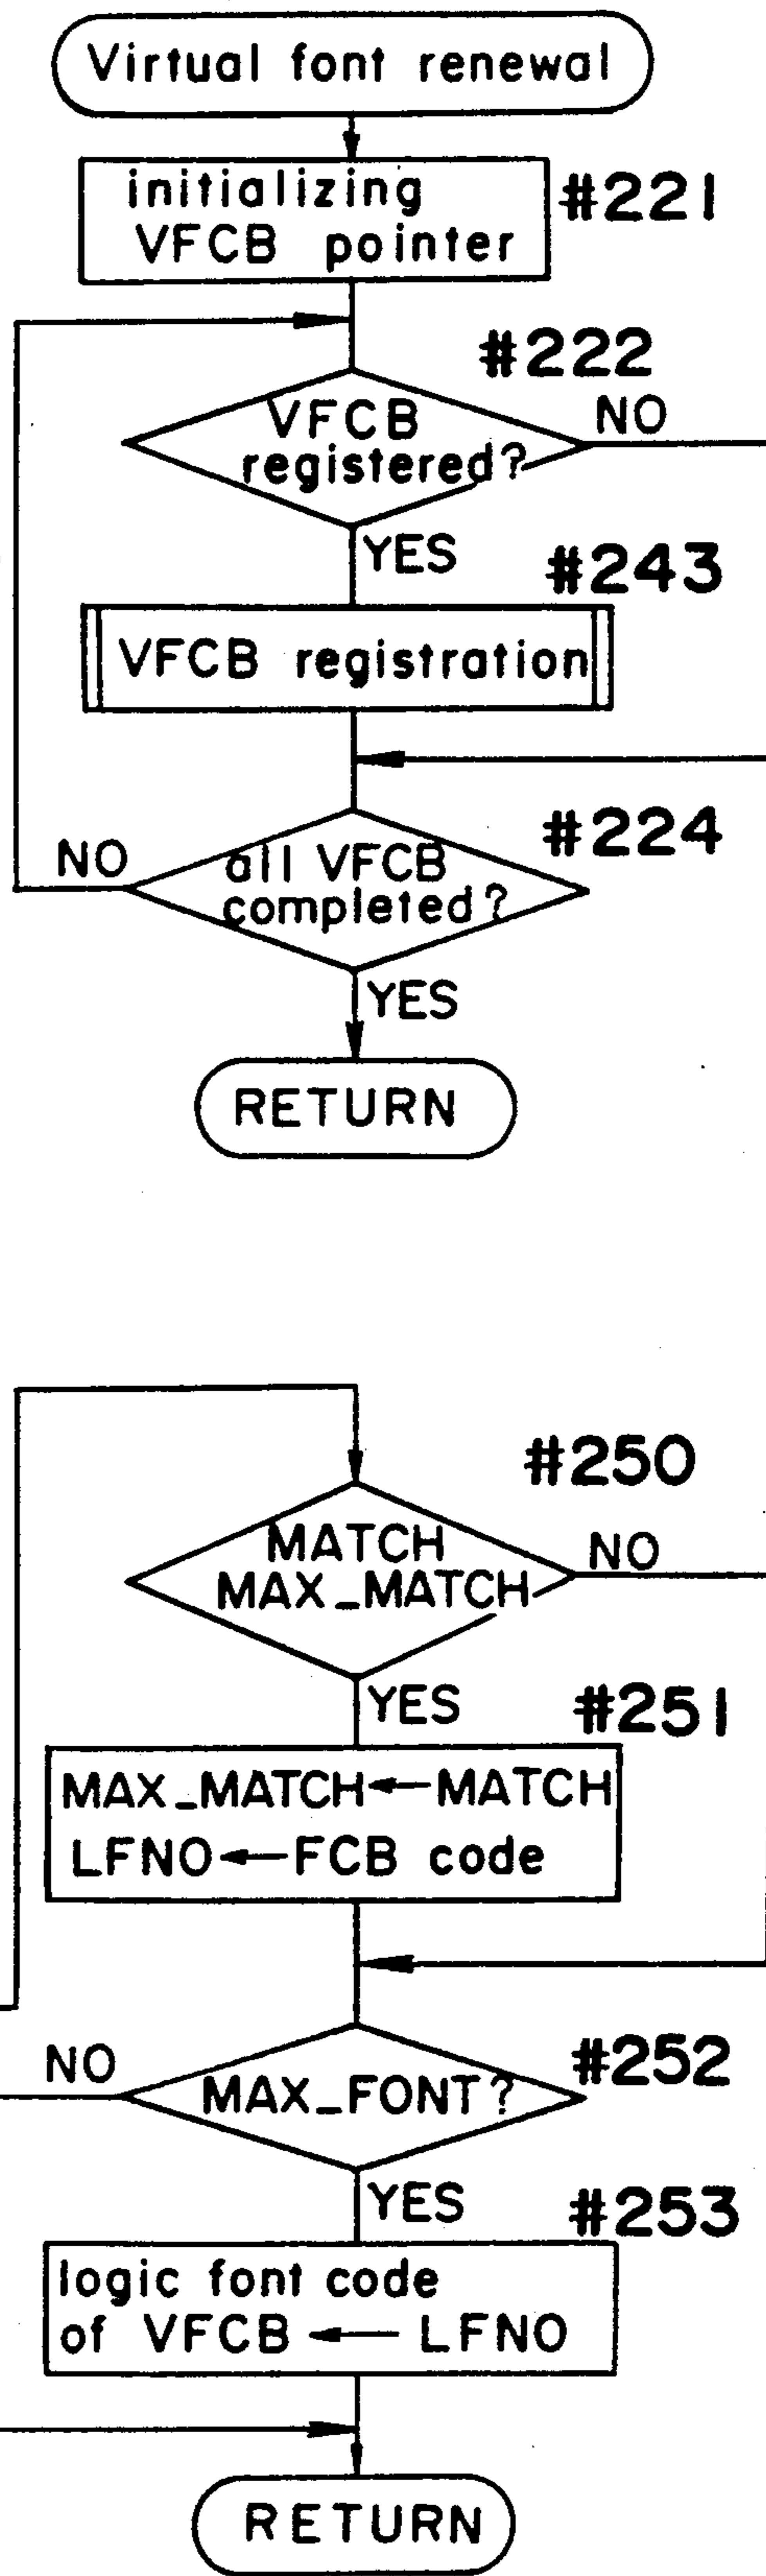 Virtual font renewal
initializing
VFCB pointer
#221
#222
VFCB
registered?
NO
YES
#243
VFCB registration
#224
NO
all VFCB
completed?
YES
RETURN
#250
MATCH
MAX_MATCH
NO
YES
#251
MAX_MATCH←MATCH
LFNO←FCB code
NO
#252
MAX_FONT?
YES
#253
logic font code
of VFCB ← LFNO
RETURN